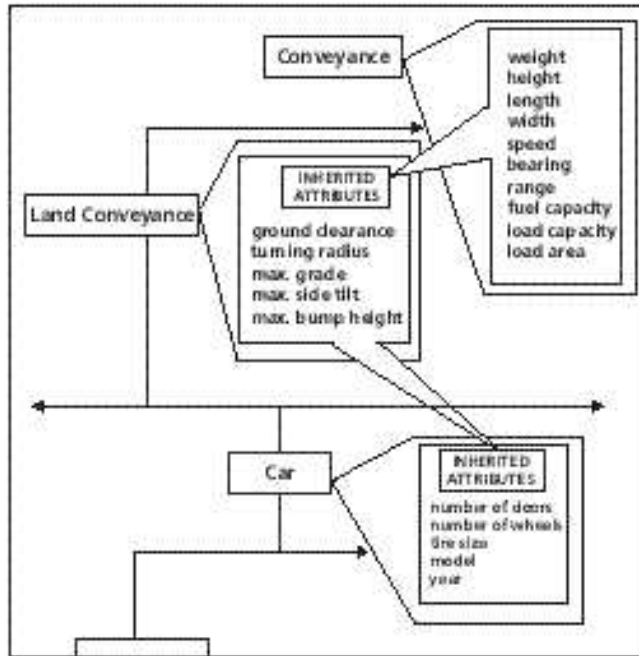 Conveyance
weight
height
length
width
speed
bearing
range
fuel capacity
load capacity
load area
Land Conveyance
INHERITED
ATTRIBUTES
ground clearance
turning radius
max. grade
max. side tilt
max. bump height
Car
INHERITED
ATTRIBUTES
number of doors
number of wheels
tire size
model
year